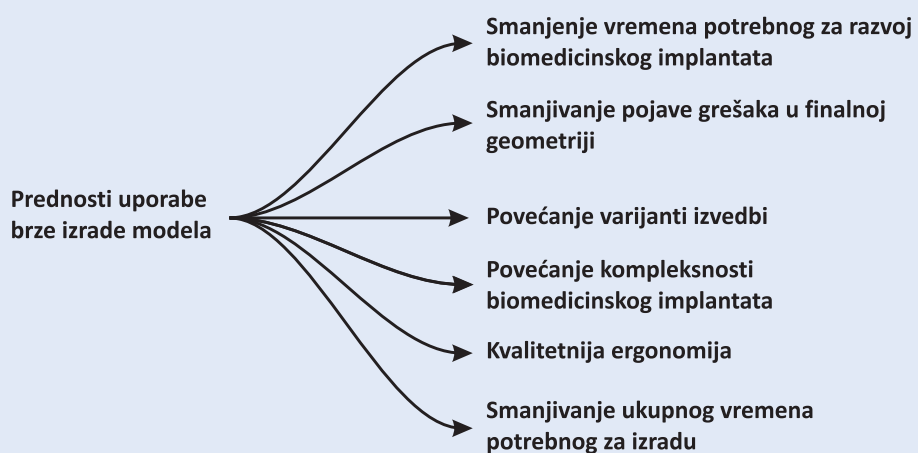 Prednosti uporabe
brze izrade modela
Smanjenje vremena potrebnog za razvoj
biomedicinskog implantata
Smanjivanje pojave grešaka u finalnoj
geometriji
Povećanje varijanti izvedbi
Povećanje kompleksnosti
biomedicinskog implantata
Kvalitetnija ergonomija
Smanjivanje ukupnog vremena
potrebnog za izradu